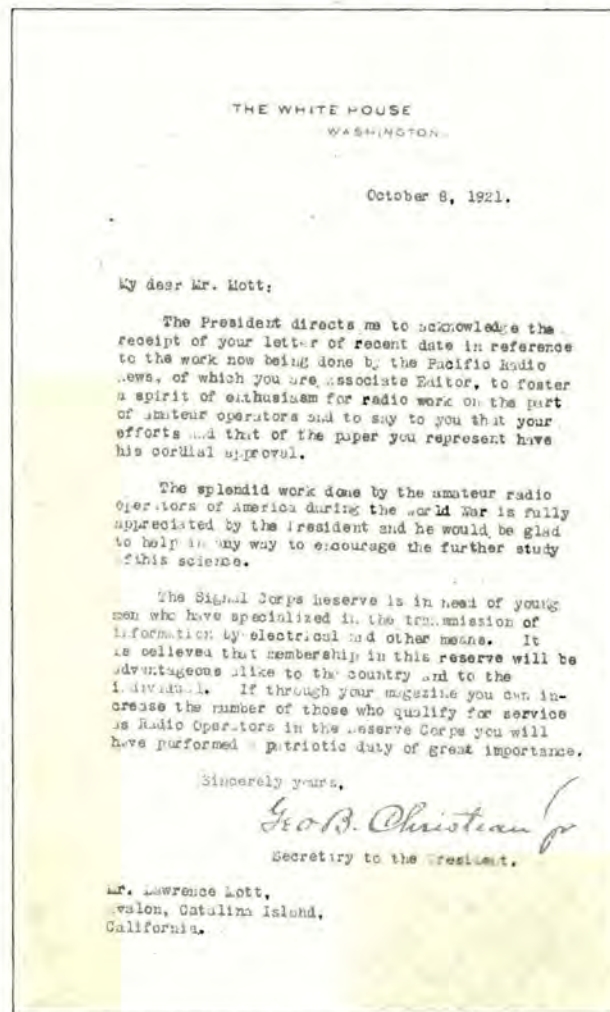 THE WHITE HOUSE
WASHINGTON
October 8, 1921.
My dear Mr. Mott:
The President directs me to acknowledge the
receipt of your letter of recent date in reference
to the work now being done by the Pacific Radio
News, of which you are Associate Editor, to foster
a spirit of enthusiasm for radio work on the part
of amateur operators and to say to you that your
efforts and that of the paper you represent have
his cordial approval.
The splendid work done by the amateur radio
operators of America during the World War is fully
appreciated by the President and he would be glad
to help in any way to encourage the further study
of this science.
The Signal Corps Reserve is in need of young
men who have specialized in the transmission of
information by electrical and other means. It
is believed that membership in this reserve will be
advantageous alike to the country and to the
individual. If through your magazine you can in-
crease the number of those who qualify for service
as Radio Operators in the Reserve Corps you will
have performed a patriotic duty of great importance.
Sincerely yours,
Geo B. Christian Jr
Secretary to the President.
Mr. Lawrence Mott,
Avalon, Catalina Island,
California.